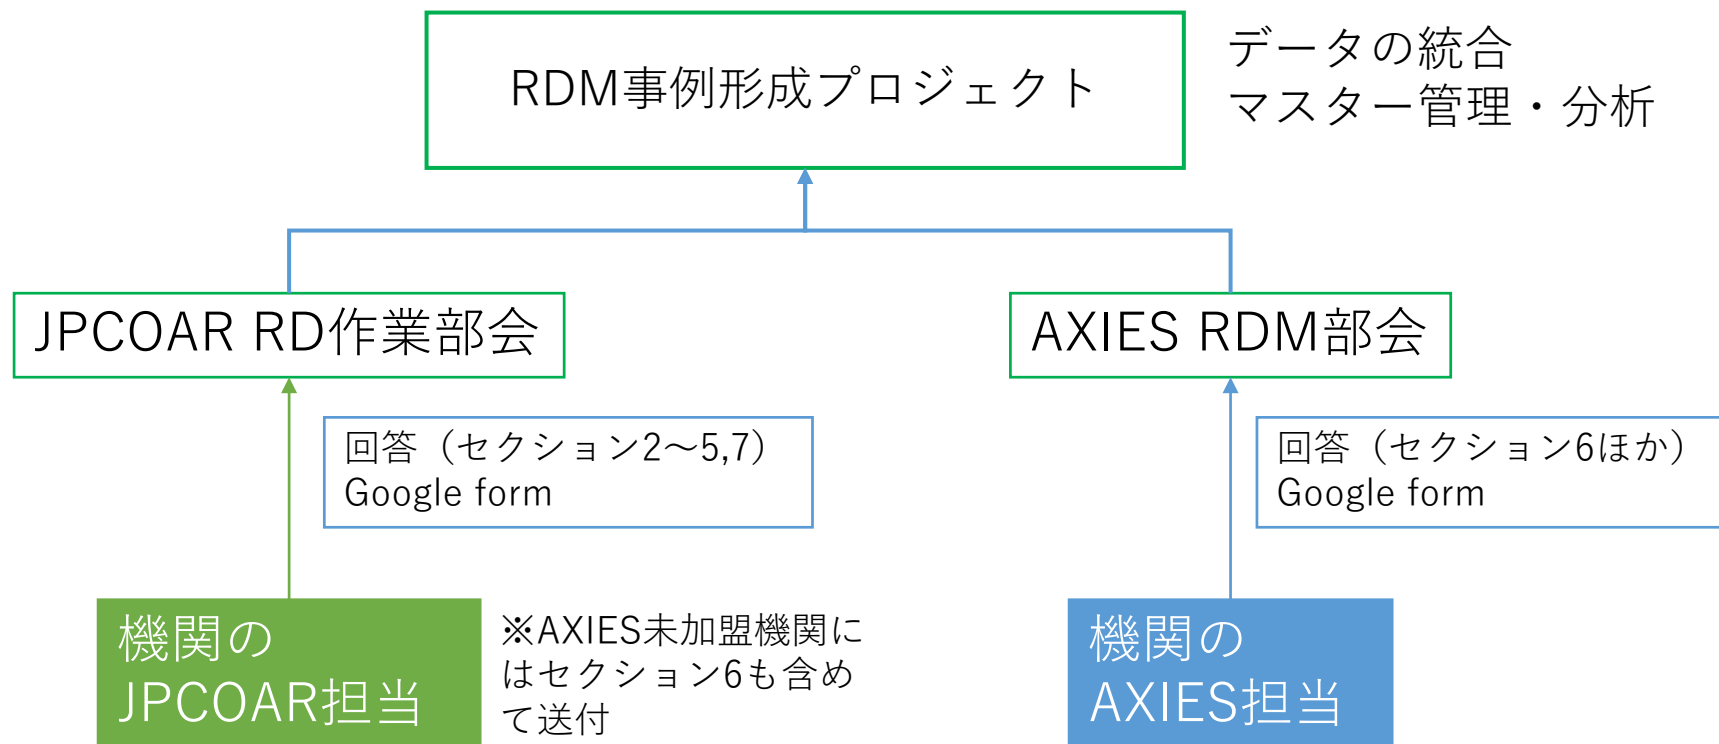 RDM事例形成プロジェクト
データの統合
マスター管理・分析
JPCOAR RD作業部会
AXIES RDM部会
回答（セクション2～5,7）
Google form
回答（セクション6ほか）
Google form
機関の
JPCOAR担当
※AXIES未加盟機関に
はセクション6も含め
て送付
機関の
AXIES担当